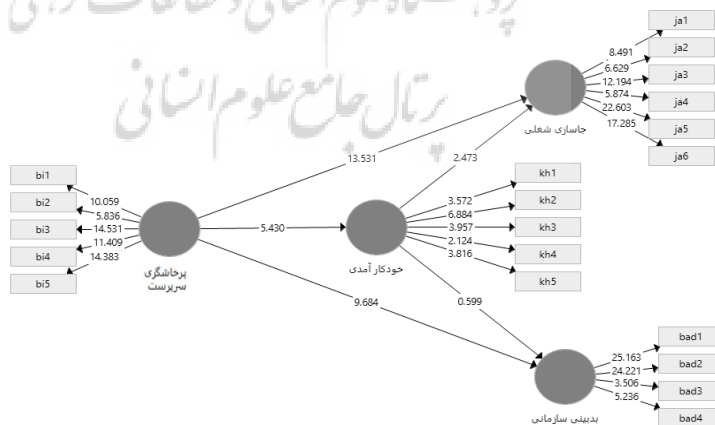 پرتال جامع علوم انسانی
ja1
ja2
ja3
ja4
ja5
ja6
8.491
6.629
12.194
5.874
22.603
17.285
جاسازی شغلی
13.531
2.473
bi1
bi2
bi3
bi4
bi5
10.059
5.836
14.531
11.409
14.383
پرخاشگری
سرپرست
5.430
خودکار آمدی
kh1
kh2
kh3
kh4
kh5
3.572
6.884
3.957
2.124
3.816
9.684
0.599
bad1
bad2
bad3
bad4
25.163
24.221
3.506
5.236
بدبینی سازمانی